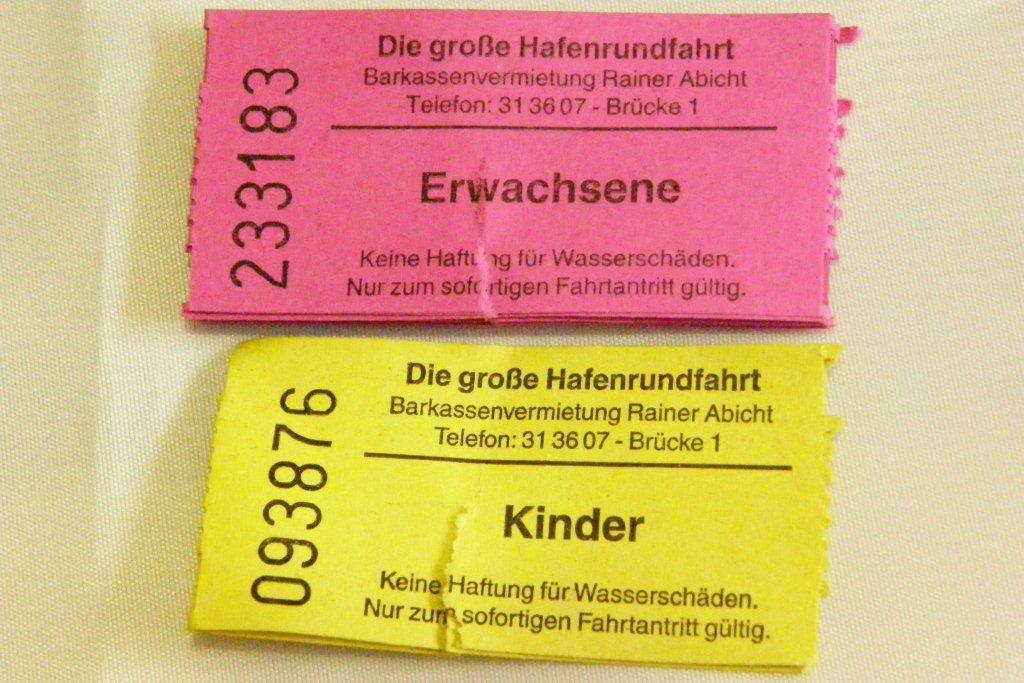 233183
Die große Hafenrundfahrt
Barkassenvermietung Rainer Abicht
Telefon: 31 36 07 - Brücke 1
Erwachsene
Keine Haftung für Wasserschäden.
Nur zum sofortigen Fahrtantritt gültig.
093876
Die große Hafenrundfahrt
Barkassenvermietung Rainer Abicht
Telefon: 31 36 07 - Brücke 1
Kinder
Keine Haftung für Wasserschäden.
Nur zum sofortigen Fahrtantritt gültig.